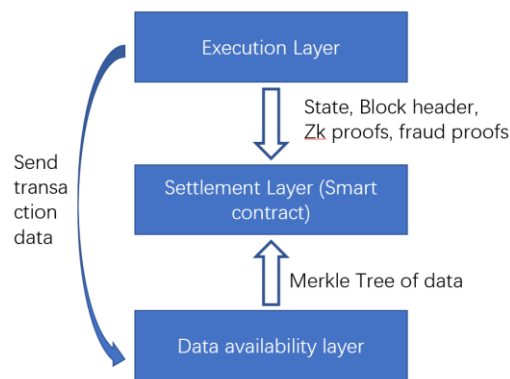 Execution Layer
State, Block header,
Zk proofs, fraud proofs
Send
transa
ction
data
Settlement Layer (Smart
contract)
Merkle Tree of data
Data availability layer